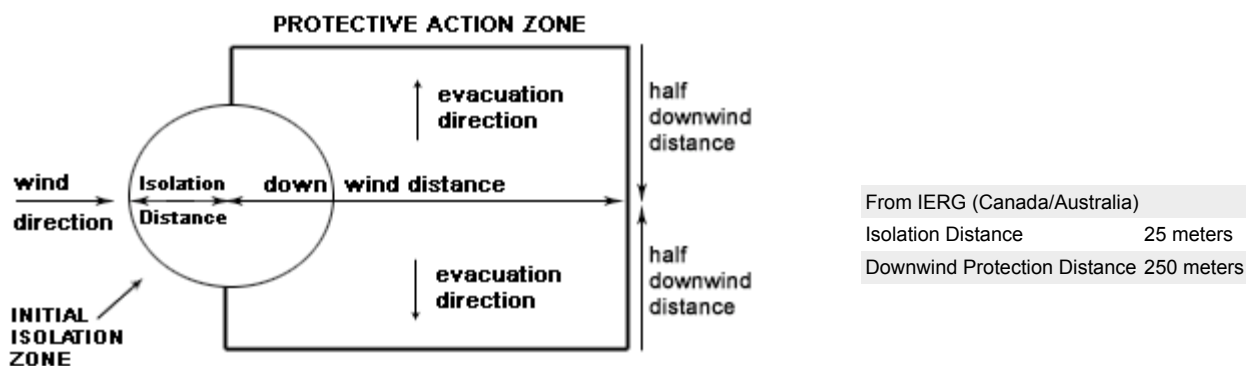 PROTECTIVE ACTION ZONE
evacuation
direction
half
downwind
distance
wind
direction
Isolation
Distance
down wind distance
evacuation
direction
half
downwind
distance
INITIAL
ISOLATION
ZONE
From IERG (Canada/Australia)
Isolation Distance 25 meters
Downwind Protection Distance 250 meters